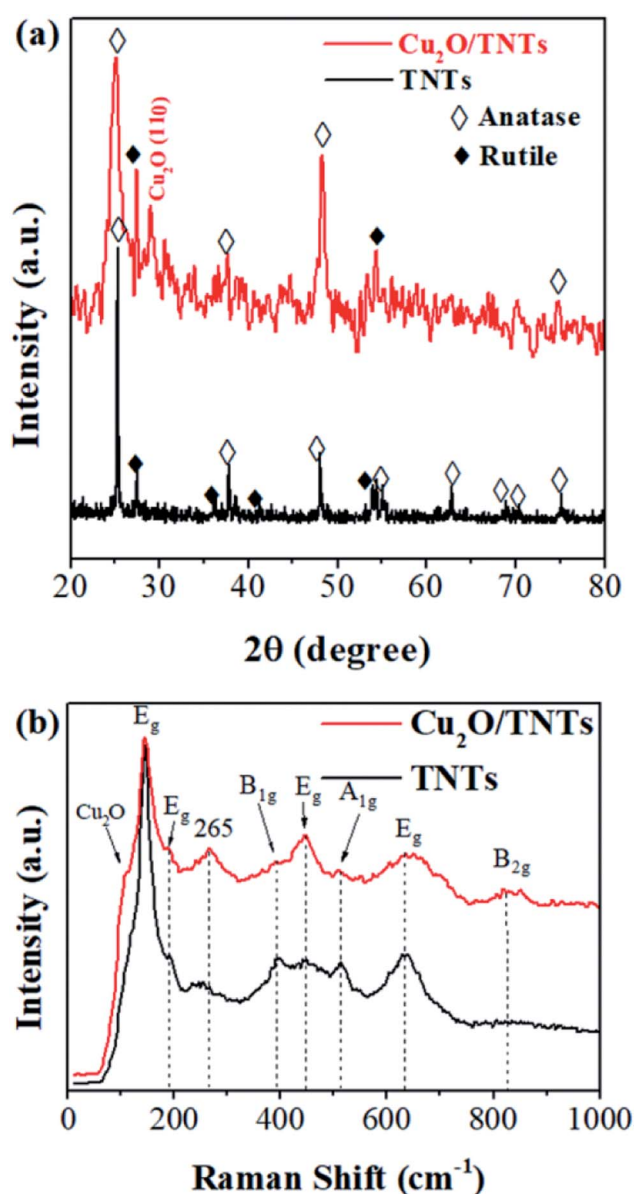 (a)
Cu₂O/TNTs
TNTs
Anatase
Rutile
Cu₂O (110)
Intensity (a.u.)
20 30 40 50 60 70 80
2θ (degree)
(b)
Cu₂O/TNTs
TNTs
Eg
Cu₂O
Eg
265
B1g
Eg
A1g
Eg
B2g
Intensity (a.u.)
0 200 400 600 800 1000
Raman Shift (cm⁻¹)